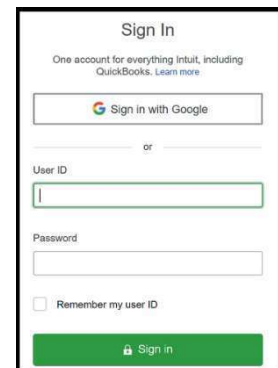 Sign In
One account for everything Intuit, including
QuickBooks. Learn more
Sign in with Google
or
User ID
Password
Remember my user ID
Sign in